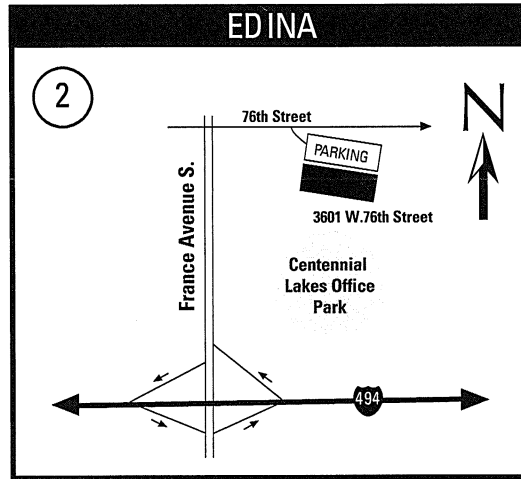 EDINA
2
N
76th Street
PARKING
3601 W.76th Street
France Avenue S.
Centennial
Lakes Office
Park
494